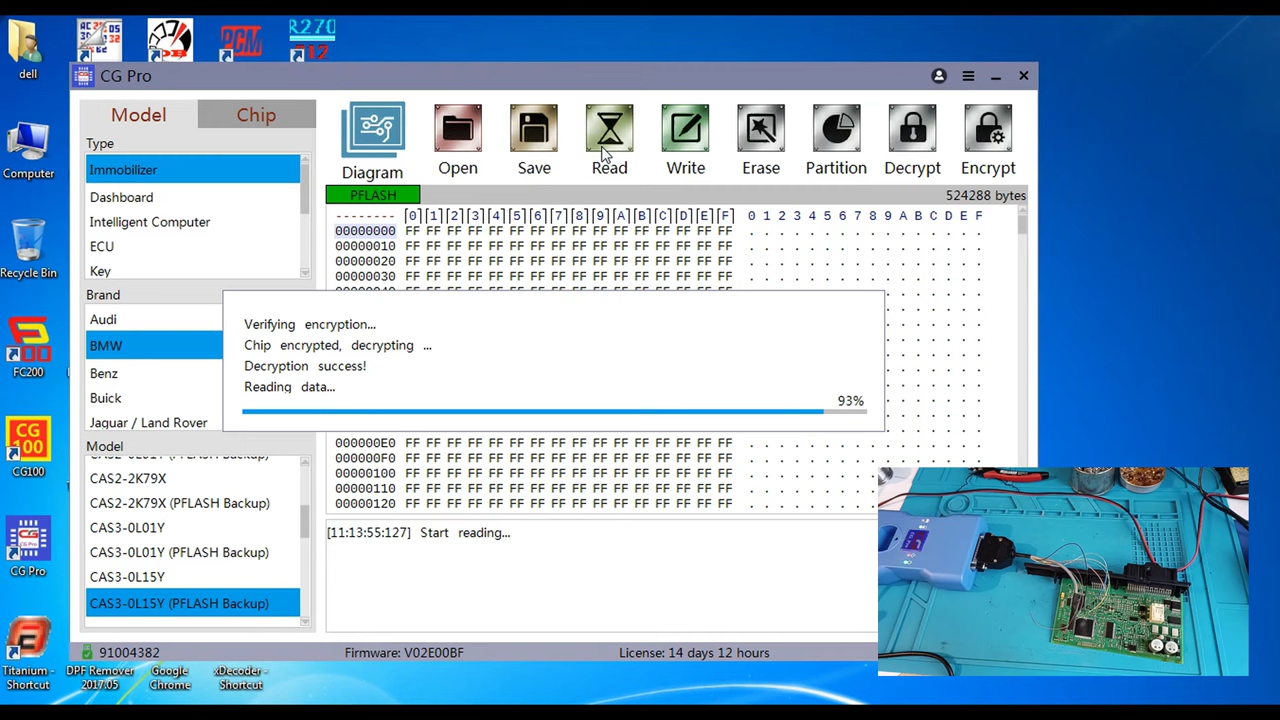 R270
AC 25 05
PCM
912
dell
CG Pro
Model
Chip
Computer
Type
Immobilizer
Dashboard
Intelligent Computer
ECU
Key
Diagram
Open
Save
Read
Write
Erase
Partition
Decrypt
Encrypt
PFLASH
524288 bytes
-------- [0][1][2][3][4][5][6][7][8][9][A][B][C][D][E][F] 0 1 2 3 4 5 6 7 8 9 A B C D E F
00000000 FF FF FF FF FF FF FF FF FF FF FF FF FF FF FF FF . . . . . . . . . . . . . . . .
00000010 FF FF FF FF FF FF FF FF FF FF FF FF FF FF FF FF . . . . . . . . . . . . . . . .
00000020 FF FF FF FF FF FF FF FF FF FF FF FF FF FF FF FF . . . . . . . . . . . . . . . .
00000030 FF FF FF FF FF FF FF FF FF FF FF FF FF FF FF FF . . . . . . . . . . . . . . . .
Recycle Bin
Brand
Audi
BMW
Benz
Buick
Jaguar / Land Rover
Verifying encryption...
Chip encrypted, decrypting ...
Decryption success!
Reading data...
93%
FC200
000000E0 FF FF FF FF FF FF FF FF FF FF FF FF FF FF FF FF . . . . . . . . . . . . . . . .
000000F0 FF FF FF FF FF FF FF FF FF FF FF FF FF FF FF FF . . . . . . . . . . . . . . . .
00000100 FF FF FF FF FF FF FF FF FF FF FF FF FF FF FF FF . . . . . . . . . . . . . . . .
00000110 FF FF FF FF FF FF FF FF FF FF FF FF FF FF FF FF . . . . . . . . . . . . . . . .
00000120 FF FF FF FF FF FF FF FF FF FF FF FF FF FF FF FF . . . . . . . . . . . . . . . .
Model
CAS2-2K79X
CAS2-2K79X (PFLASH Backup)
CAS3-0L01Y
CAS3-0L01Y (PFLASH Backup)
CAS3-0L15Y
CAS3-0L15Y (PFLASH Backup)
[11:13:55:127] Start reading...
CG
100
CG100
CG
CG Pro
CG Pro
91004382
Firmware: V02E00BF
License: 14 days 12 hours
Titanium -
Shortcut
DPF Remover
2017.05
Google
Chrome
xDecoder -
Shortcut